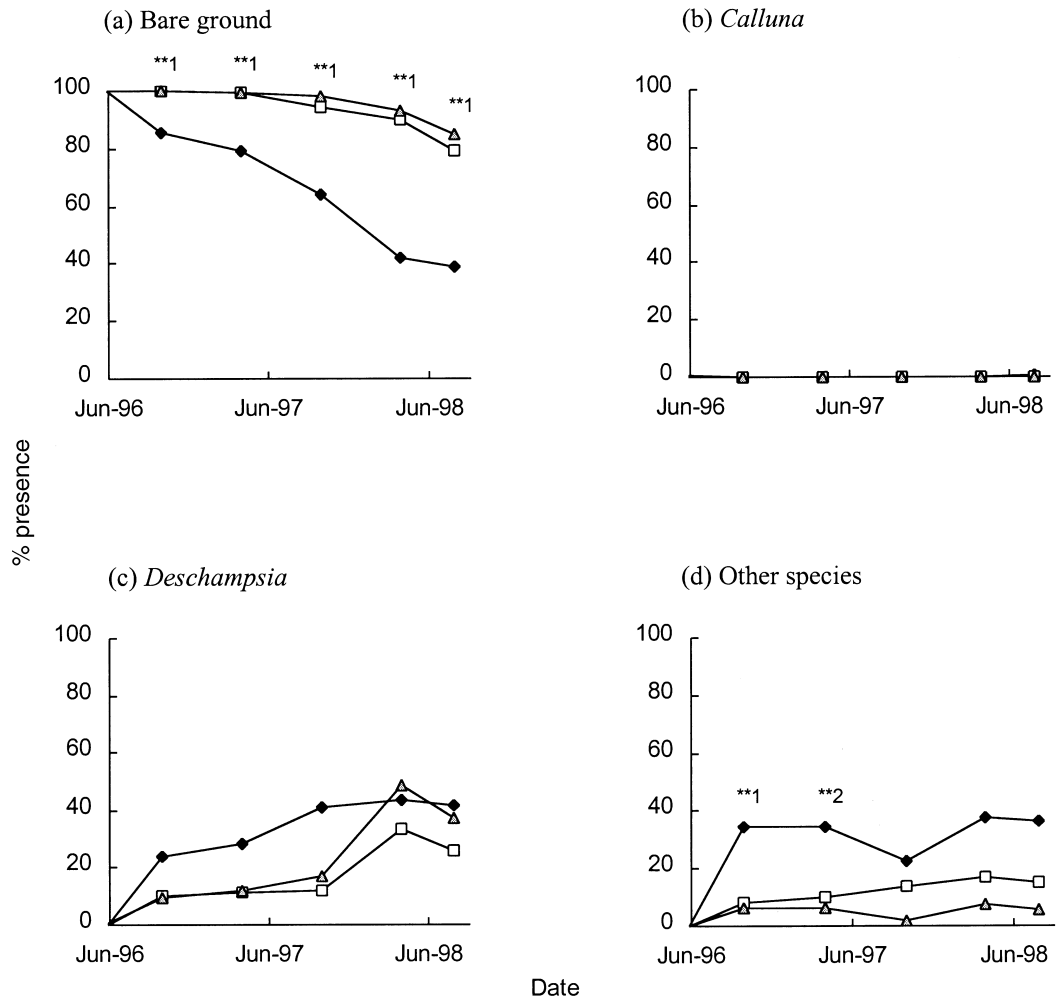 (a) Bare ground
**1 **1 **1 **1 **1
100
80
60
40
20
0
Jun-96 Jun-97 Jun-98
(b) Calluna
100
80
60
40
20
0
Jun-96 Jun-97 Jun-98
% presence
(c) Deschampsia
100
80
60
40
20
0
Jun-96 Jun-97 Jun-98
(d) Other species
100
80
60
40
20
0
**1 **2
Jun-96 Jun-97 Jun-98
Date